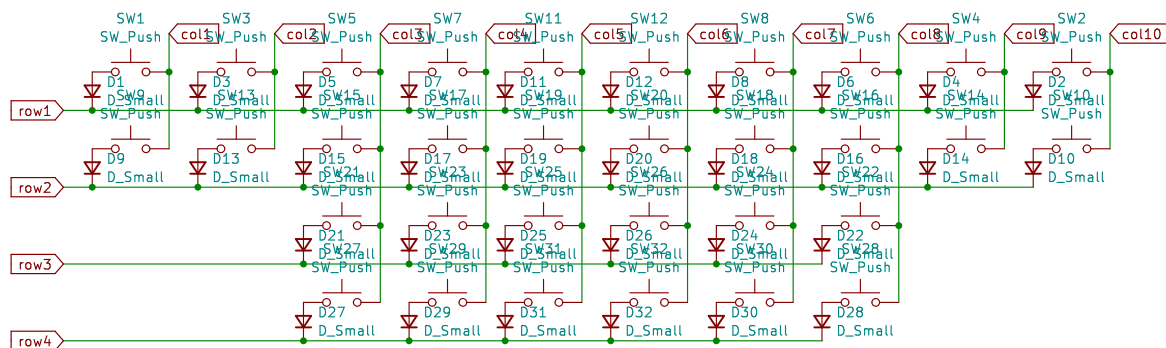 SW1 SW3 SW5 SW7 SW11 SW12 SW8 SW6 SW4 SW2
SW_Push col1 SW_Push col2 SW_Push col3 SW_Push col4 SW_Push col5 SW_Push col6 SW_Push col7 SW_Push col8 SW_Push col9 SW_Push col10
D1 D3 D5 D7 D11 D12 D8 D6 D4 D2
SW9 SW13 SW15 SW17 SW19 SW20 SW18 SW16 SW14 SW10
D_Small D_Small D_Small D_Small D_Small D_Small D_Small D_Small D_Small D_Small
row1
SW_Push SW_Push SW_Push SW_Push SW_Push SW_Push SW_Push SW_Push SW_Push SW_Push
D9 D13 D15 D17 D19 D20 D18 D16 D14 D10
SW21 SW23 SW25 SW26 SW24 SW22
D_Small D_Small D_Small D_Small D_Small D_Small D_Small D_Small D_Small D_Small
row2
SW_Push SW_Push SW_Push SW_Push SW_Push SW_Push
D21 D23 D25 D26 D24 D22
SW27 SW29 SW31 SW32 SW30 SW28
D_Small D_Small D_Small D_Small D_Small D_Small
row3
SW_Push SW_Push SW_Push SW_Push SW_Push SW_Push
D27 D29 D31 D32 D30 D28
D_Small D_Small D_Small D_Small D_Small D_Small
row4